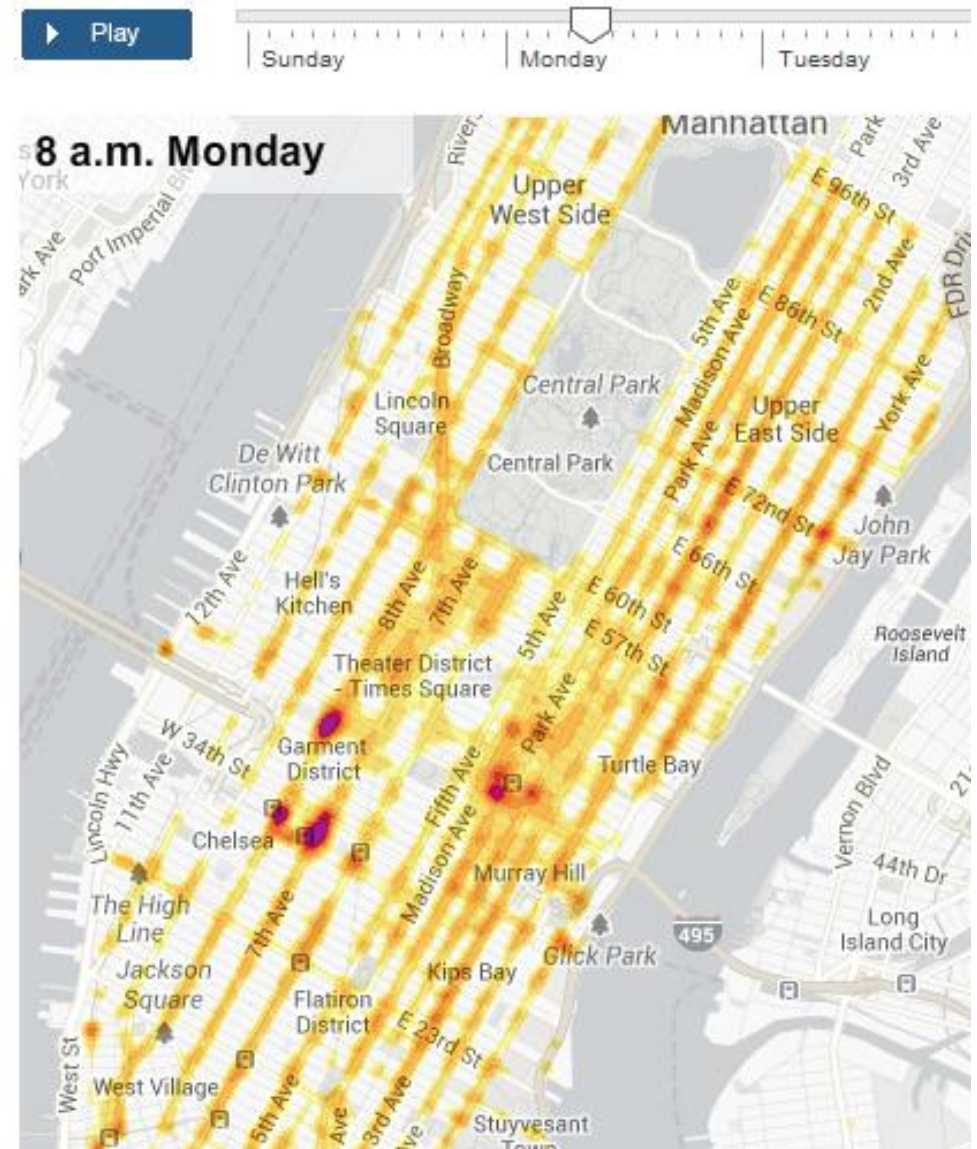 Play
Sunday
Monday
Tuesday
8 a.m. Monday
York
Port Imperial
Manhattan
Park
3rd Ave
E 96th St
Upper
West Side
2nd Ave
5th Ave
E 86th St
Madison Ave
York Ave
Broadway
Central Park
Lincoln
Square
Upper
East Side
De Witt
Clinton Park
Central Park
Park Ave
E 72nd St
John
Jay Park
E 66th St
12th Ave
Hell's
Kitchen
8th Ave
7th Ave
5th Ave
E 60th St
E 57th St
Roosevelt
Island
Theater District
- Times Square
Park Ave
W 34th St
Garment
District
Turtle Bay
Lincoln Hwy
11th Ave
Fifth Ave
Madison Ave
Vernon Blvd
Chelsea
Murray Hill
44th Dr
The High
Line
7th Ave
Long
Island City
495
Glick Park
Jackson
Square
Kips Bay
Flatiron
District
E 23rd St
West St
West Village
5th Ave
Ave
3rd Ave
Stuyvesant
Town